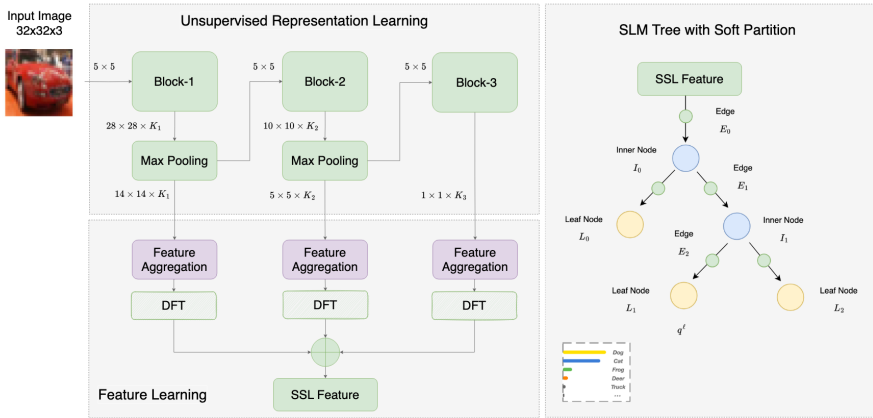 Input Image
32x32x3
Unsupervised Representation Learning
5 × 5
Block-1
5 × 5
Block-2
5 × 5
Block-3
28 × 28 × K₁
10 × 10 × K₂
Max Pooling
Max Pooling
14 × 14 × K₁
5 × 5 × K₂
1 × 1 × K₃
Feature
Aggregation
Feature
Aggregation
Feature
Aggregation
DFT
DFT
DFT
Feature Learning
SSL Feature
SLM Tree with Soft Partition
SSL Feature
Edge
E₀
Inner Node
I₀
Edge
E₁
Leaf Node
L₀
Edge
E₂
Inner Node
I₁
Leaf Node
L₁
Leaf Node
L₂
qℓ
Dog
Cat
Frog
Deer
Truck
...